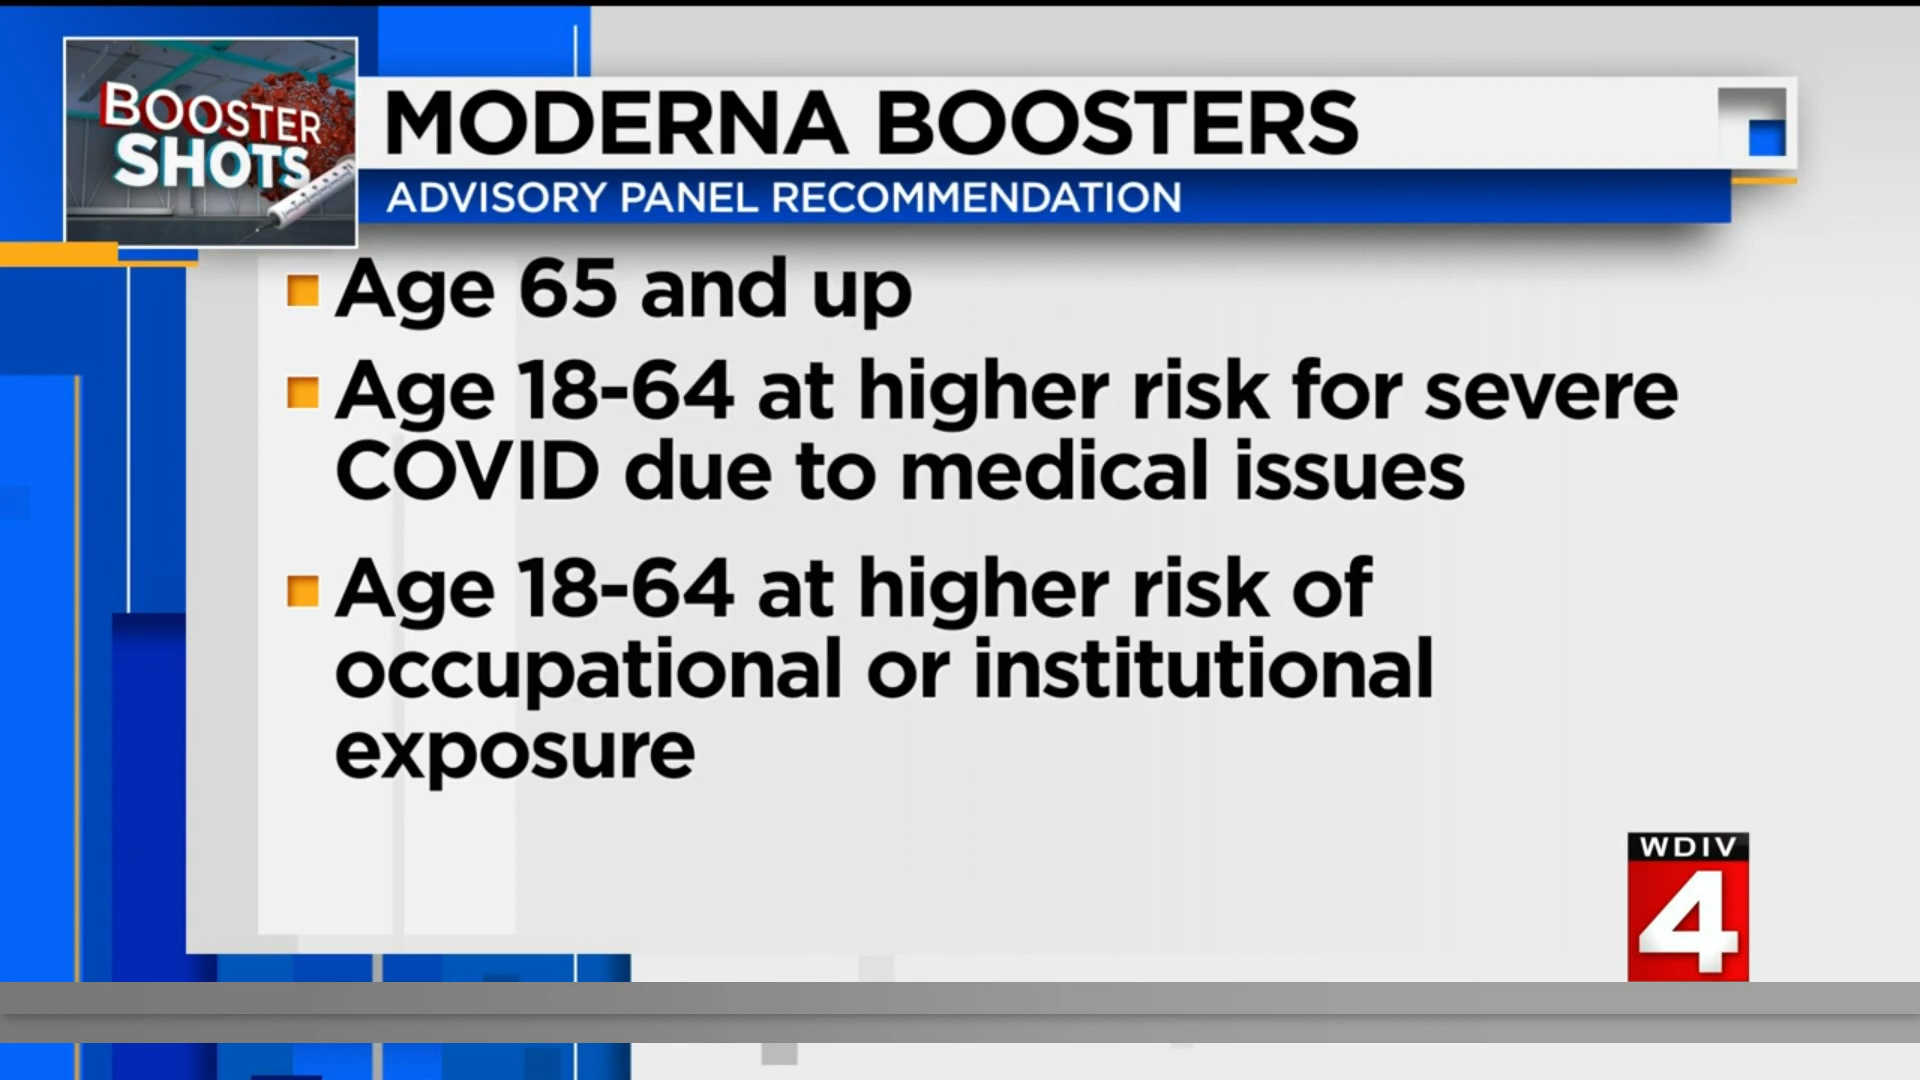 BOOSTER
SHOTS
MODERNA BOOSTERS
ADVISORY PANEL RECOMMENDATION
Age 65 and up
Age 18-64 at higher risk for severe
COVID due to medical issues
Age 18-64 at higher risk of
occupational or institutional
exposure
WDIV
4